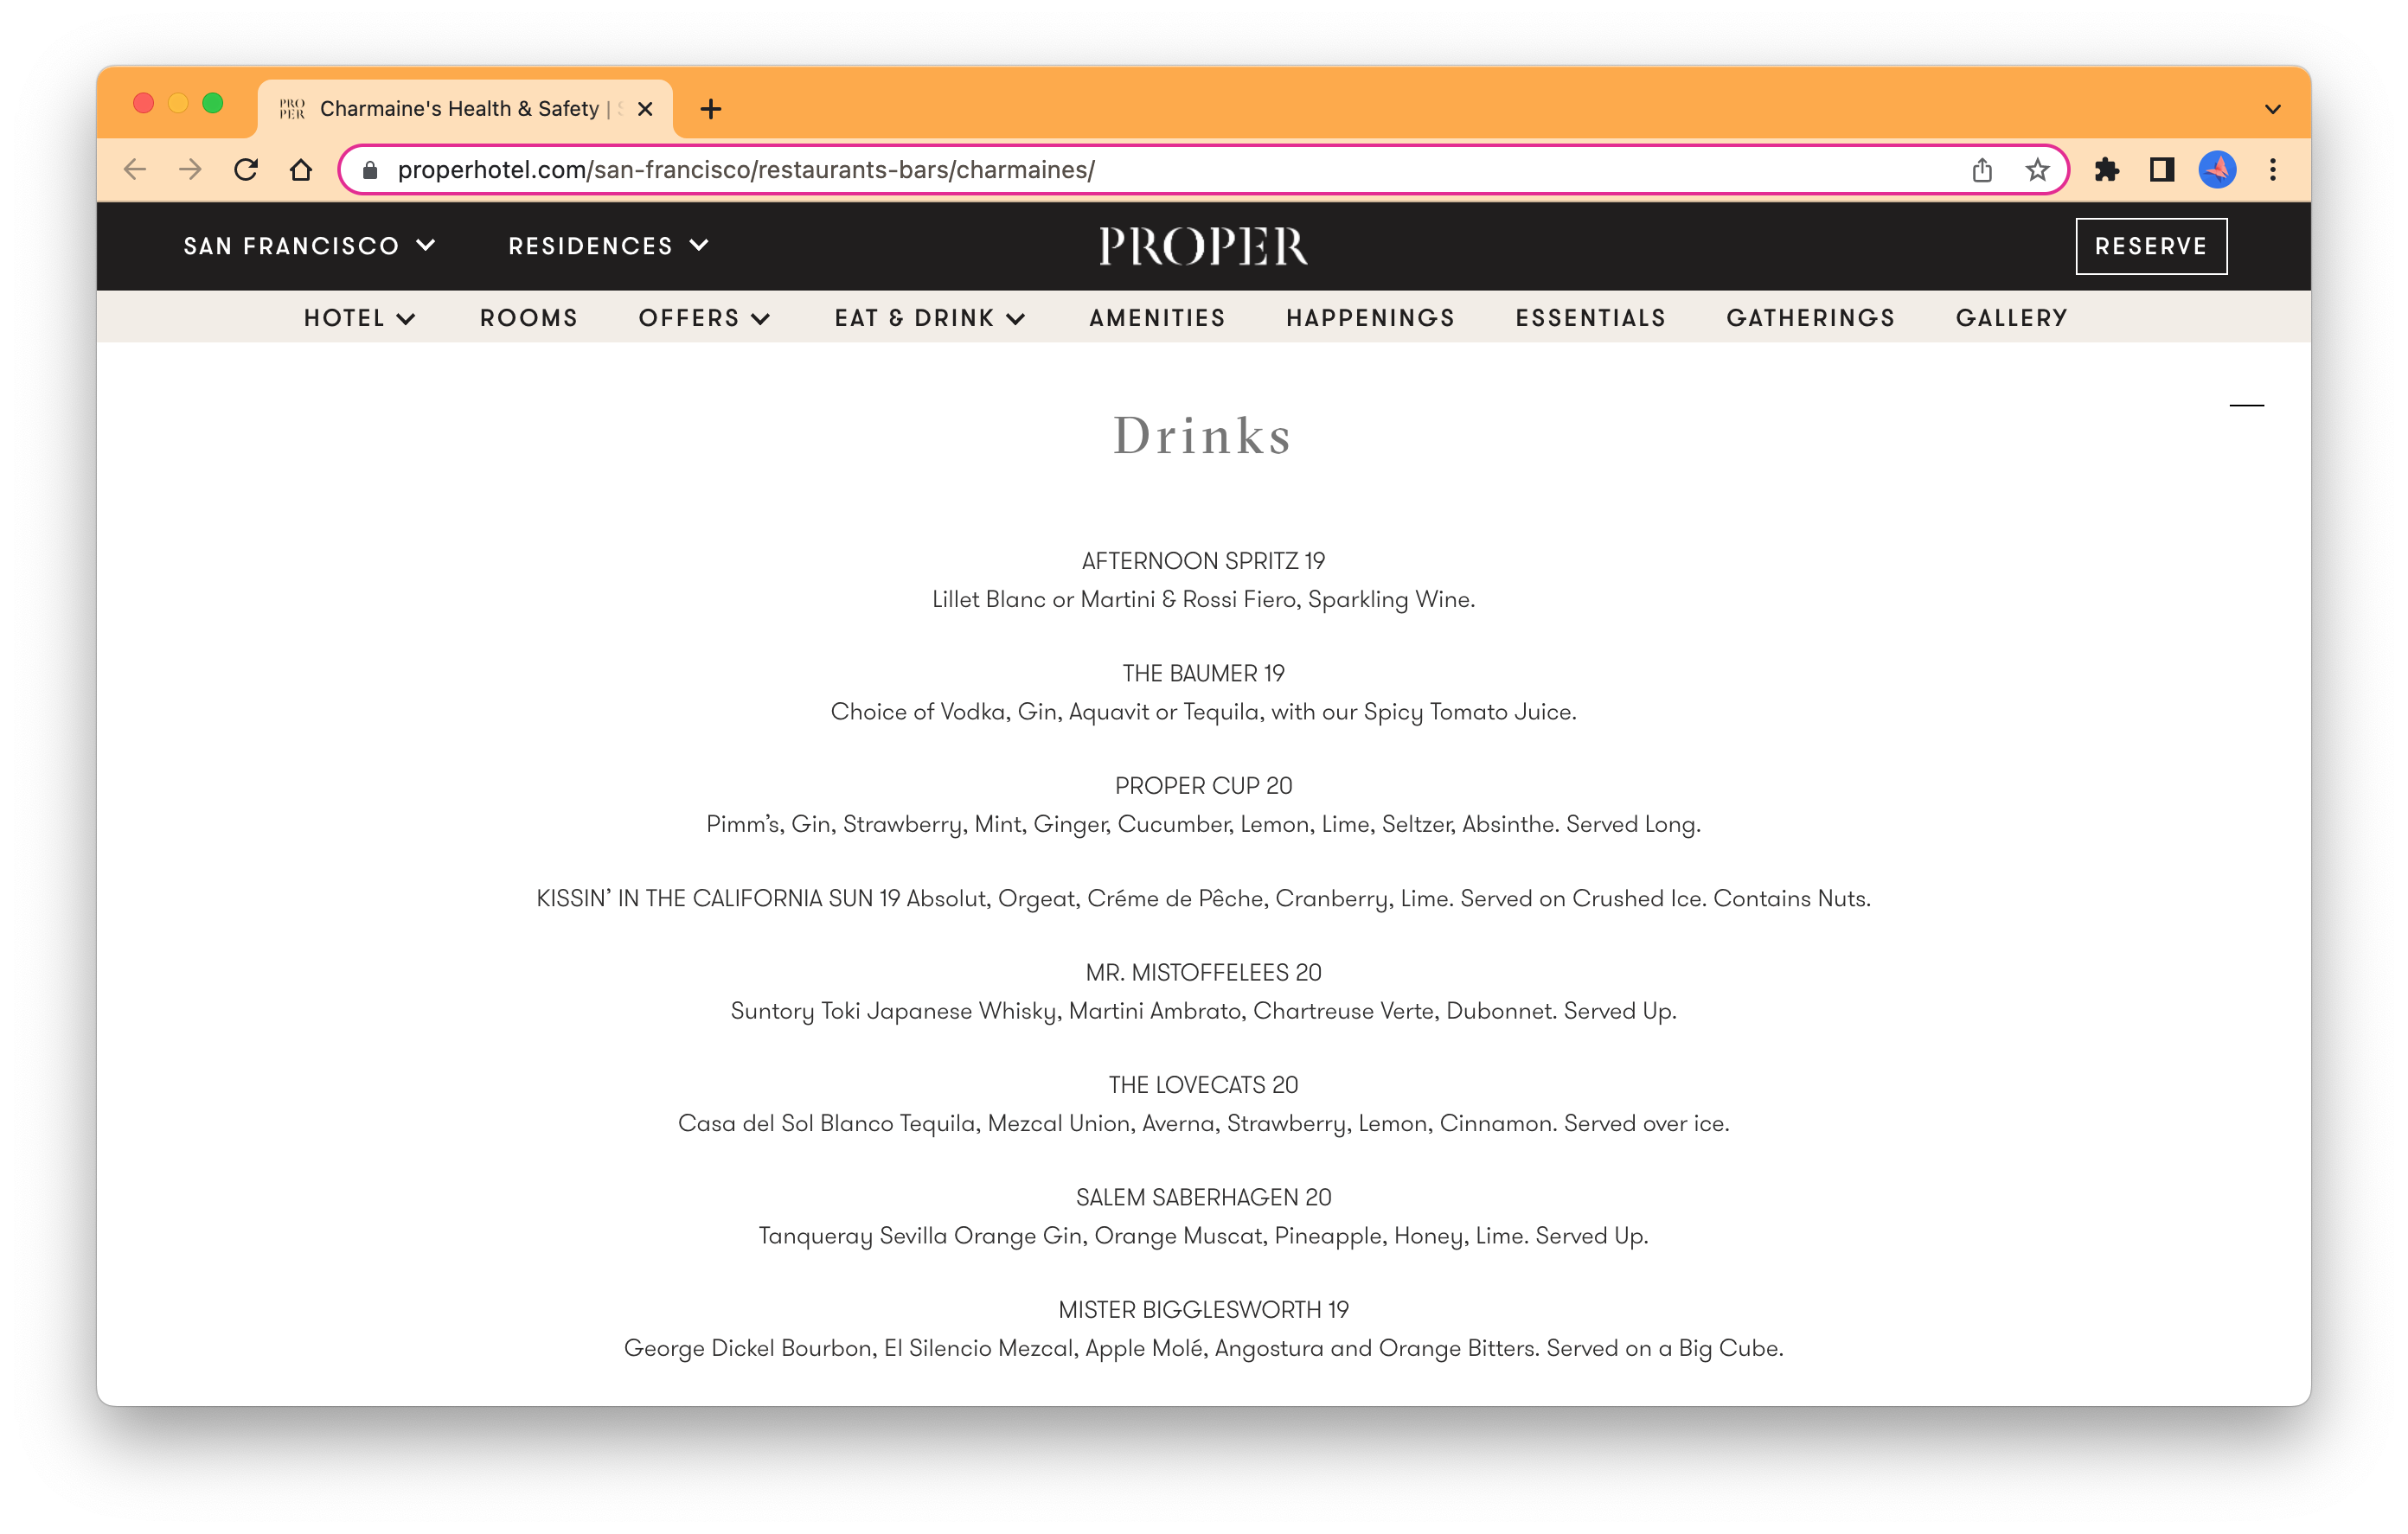 PRO
PER
Charmaine's Health & Safety |
properhotel.com/san-francisco/restaurants-bars/charmaines/
SAN FRANCISCO
RESIDENCES
PROPER
RESERVE
HOTEL
ROOMS
OFFERS
EAT & DRINK
AMENITIES
HAPPENINGS
ESSENTIALS
GATHERINGS
GALLERY
Drinks
AFTERNOON SPRITZ 19
Lillet Blanc or Martini & Rossi Fiero, Sparkling Wine.
THE BAUMER 19
Choice of Vodka, Gin, Aquavit or Tequila, with our Spicy Tomato Juice.
PROPER CUP 20
Pimm’s, Gin, Strawberry, Mint, Ginger, Cucumber, Lemon, Lime, Seltzer, Absinthe. Served Long.
KISSIN’ IN THE CALIFORNIA SUN 19 Absolut, Orgeat, Créme de Pêche, Cranberry, Lime. Served on Crushed Ice. Contains Nuts.
MR. MISTOFFELEES 20
Suntory Toki Japanese Whisky, Martini Ambrato, Chartreuse Verte, Dubonnet. Served Up.
THE LOVECATS 20
Casa del Sol Blanco Tequila, Mezcal Union, Averna, Strawberry, Lemon, Cinnamon. Served over ice.
SALEM SABERHAGEN 20
Tanqueray Sevilla Orange Gin, Orange Muscat, Pineapple, Honey, Lime. Served Up.
MISTER BIGGLESWORTH 19
George Dickel Bourbon, El Silencio Mezcal, Apple Molé, Angostura and Orange Bitters. Served on a Big Cube.